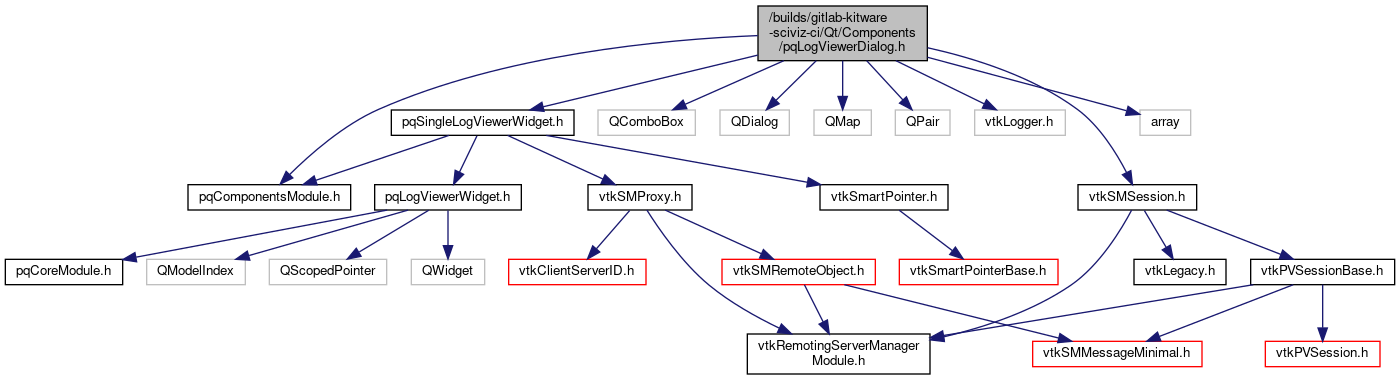 /builds/gitlab-kitware
-sciviz-ci/Qt/Components
/pqLogViewerDialog.h
pqSingleLogViewerWidget.h
QComboBox
QDialog
QMap
QPair
vtkLogger.h
array
pqComponentsModule.h
pqLogViewerWidget.h
vtkSMProxy.h
vtkSmartPointer.h
vtkSMSession.h
pqCoreModule.h
QModelIndex
QScopedPointer
QWidget
vtkClientServerID.h
vtkSMRemoteObject.h
vtkSmartPointerBase.h
vtkLegacy.h
vtkPVSessionBase.h
vtkRemotingServerManager
Module.h
vtkSMMessageMinimal.h
vtkPVSession.h